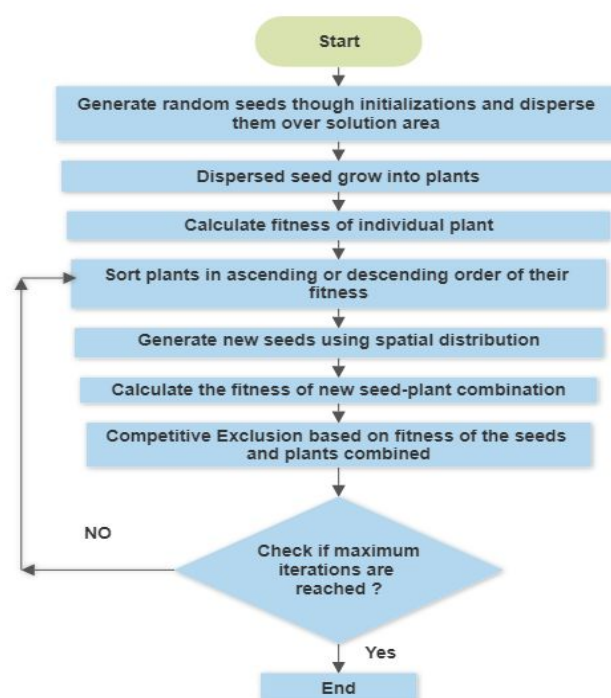 Start
Generate random seeds though initializations and disperse
them over solution area
Dispersed seed grow into plants
Calculate fitness of individual plant
Sort plants in ascending or descending order of their
fitness
Generate new seeds using spatial distribution
Calculate the fitness of new seed-plant combination
Competitive Exclusion based on fitness of the seeds
and plants combined
NO
Check if maximum
iterations are
reached ?
Yes
End